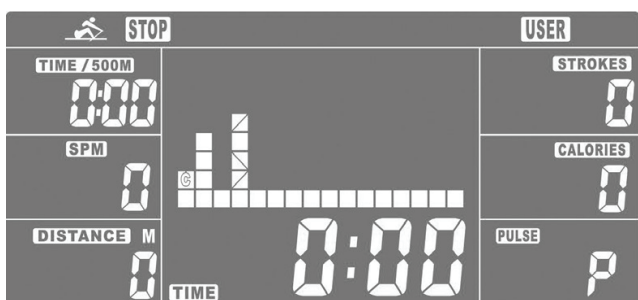 STOP
USER
TIME / 500M
0:00
SPM
0
DISTANCE M
0
C
TIME
0:00
STROKES
0
CALORIES
0
PULSE
P